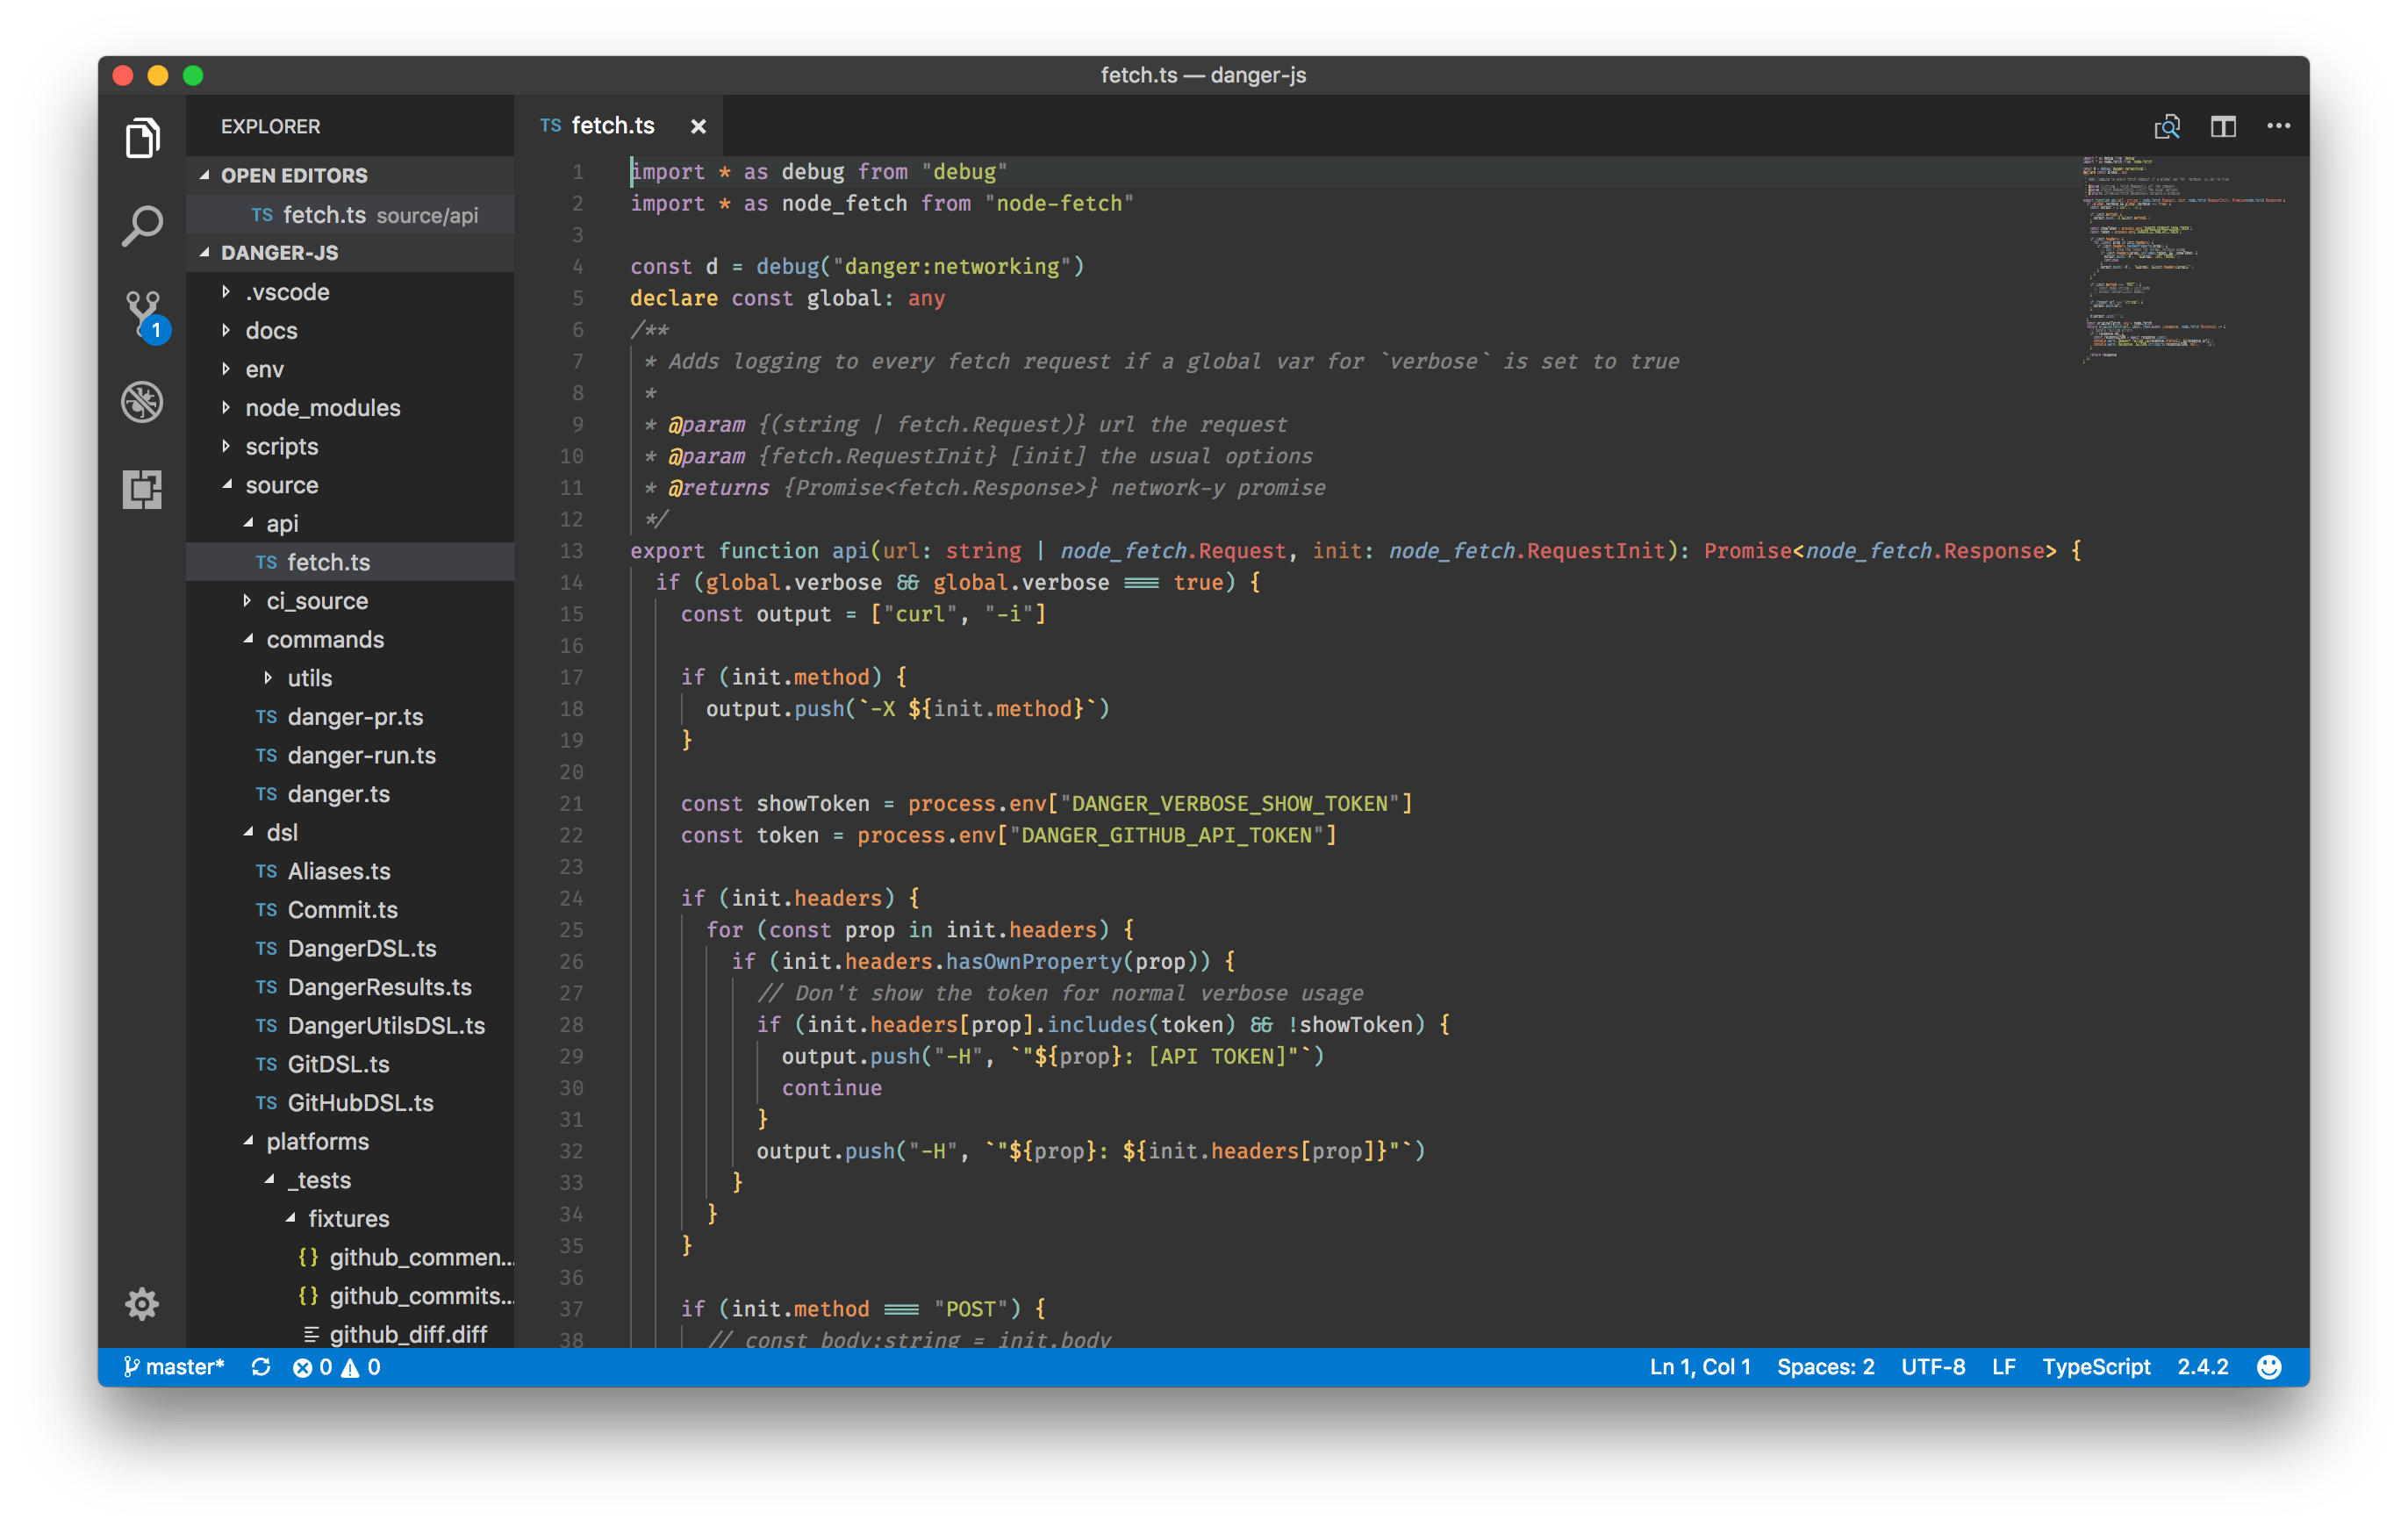 fetch.ts — danger-js
EXPLORER
OPEN EDITORS
TS fetch.ts source/api
DANGER-JS
.vscode
docs
env
node_modules
scripts
source
api
TS fetch.ts
ci_source
commands
utils
TS danger-pr.ts
TS danger-run.ts
TS danger.ts
dsl
TS Aliases.ts
TS Commit.ts
TS DangerDSL.ts
TS DangerResults.ts
TS DangerUtilsDSL.ts
TS GitDSL.ts
TS GitHubDSL.ts
platforms
_tests
fixtures
{} github_commen...
{} github_commits...
github_diff.diff
1
TS fetch.ts
1 import * as debug from "debug"
2 import * as node_fetch from "node-fetch"
3
4 const d = debug("danger:networking")
5 declare const global: any
6 /**
7 * Adds logging to every fetch request if a global var for `verbose` is set to true
8 *
9 * @param {(string | fetch.Request)} url the request
10 * @param {fetch.RequestInit} [init] the usual options
11 * @returns {Promise<fetch.Response>} network-y promise
12 */
13 export function api(url: string | node_fetch.Request, init: node_fetch.RequestInit): Promise<node_fetch.Response> {
14 if (global.verbose && global.verbose === true) {
15 const output = ["curl", "-i"]
16
17 if (init.method) {
18 output.push(`-X ${init.method}`)
19 }
20
21 const showToken = process.env["DANGER_VERBOSE_SHOW_TOKEN"]
22 const token = process.env["DANGER_GITHUB_API_TOKEN"]
23
24 if (init.headers) {
25 for (const prop in init.headers) {
26 if (init.headers.hasOwnProperty(prop)) {
27 // Don't show the token for normal verbose usage
28 if (init.headers[prop].includes(token) && !showToken) {
29 output.push("-H", `"${prop}: [API TOKEN]"`)
30 continue
31 }
32 output.push("-H", `"${prop}: ${init.headers[prop]}"`)
33 }
34 }
35 }
36
37 if (init.method === "POST") {
38 // const body:string = init.body
master* 0 0
Ln 1, Col 1 Spaces: 2 UTF-8 LF TypeScript 2.4.2